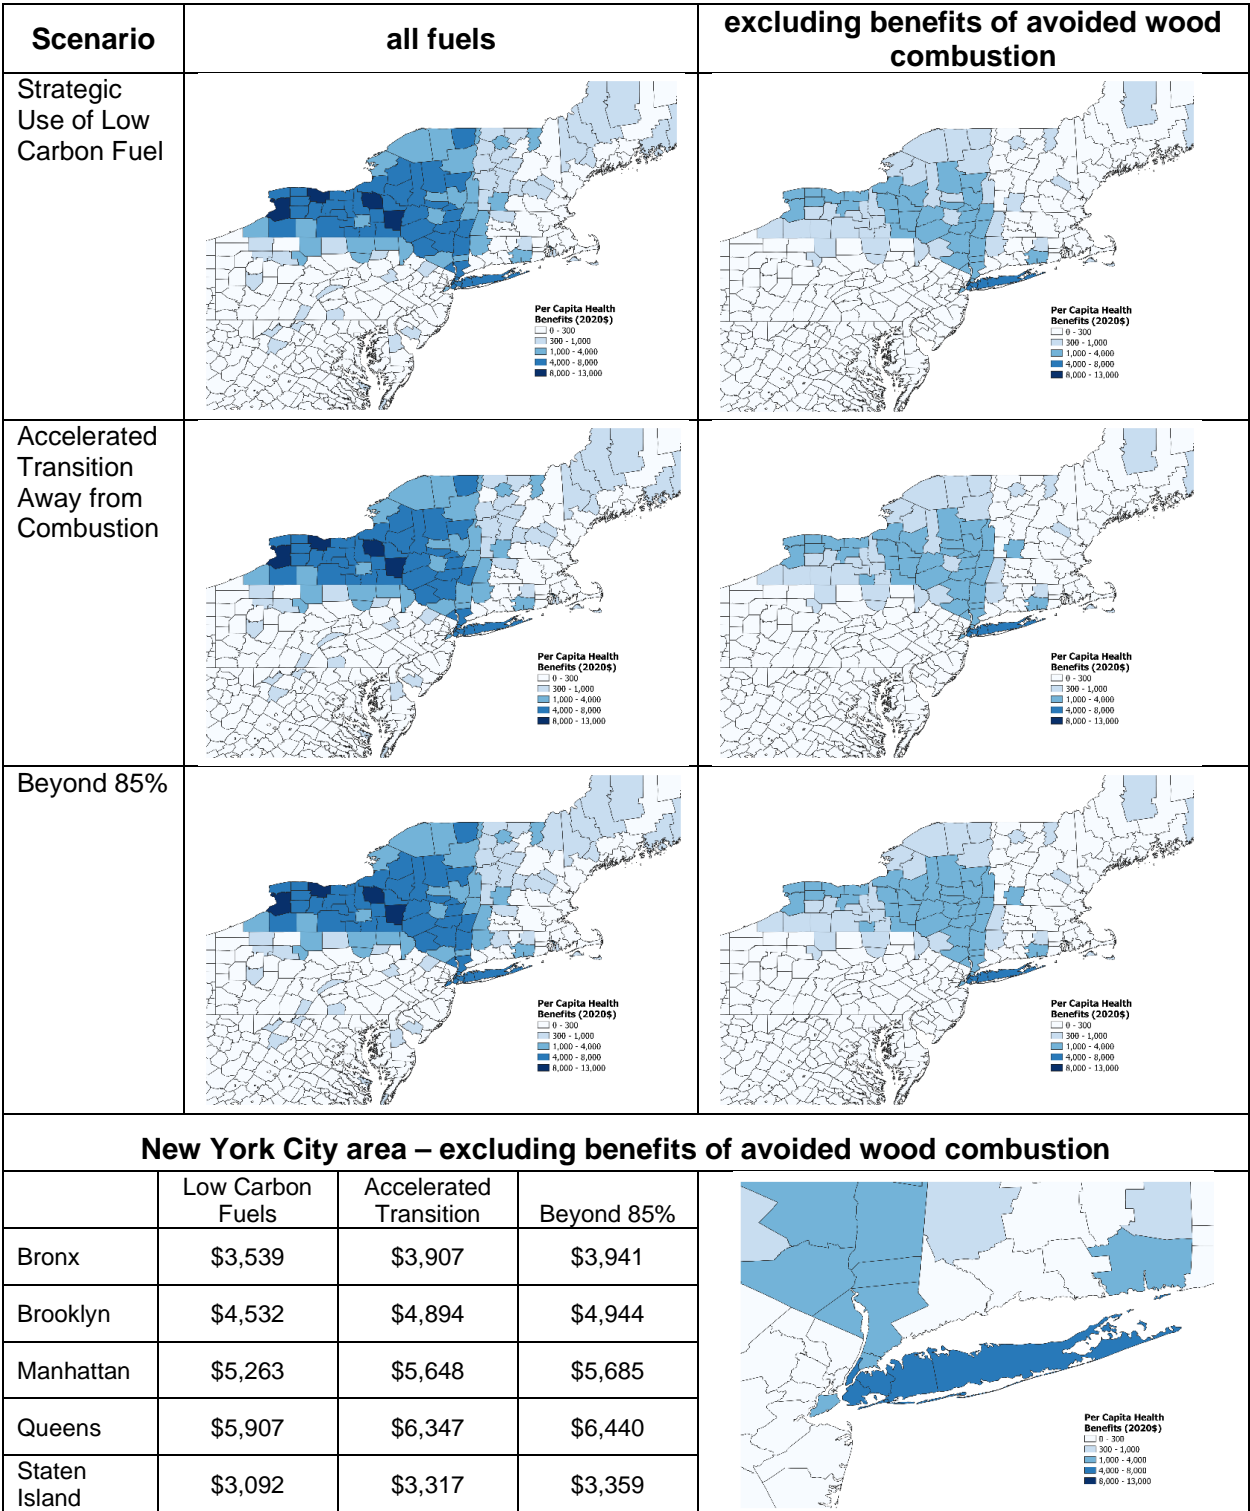 Scenario
all fuels
excluding benefits of avoided wood
combustion
Strategic
Use of Low
Carbon Fuel
Per Capita Health
Benefits (2020$)
0 - 300
300 - 1,000
1,000 - 4,000
4,000 - 8,000
8,000 - 13,000
Per Capita Health
Benefits (2020$)
0 - 300
300 - 1,000
1,000 - 4,000
4,000 - 8,000
8,000 - 13,000
Accelerated
Transition
Away from
Combustion
Per Capita Health
Benefits (2020$)
0 - 300
300 - 1,000
1,000 - 4,000
4,000 - 8,000
8,000 - 13,000
Per Capita Health
Benefits (2020$)
0 - 300
300 - 1,000
1,000 - 4,000
4,000 - 8,000
8,000 - 13,000
Beyond 85%
Per Capita Health
Benefits (2020$)
0 - 300
300 - 1,000
1,000 - 4,000
4,000 - 8,000
8,000 - 13,000
Per Capita Health
Benefits (2020$)
0 - 300
300 - 1,000
1,000 - 4,000
4,000 - 8,000
8,000 - 13,000
New York City area – excluding benefits of avoided wood combustion
Low Carbon
Fuels
Accelerated
Transition
Beyond 85%
Bronx $3,539 $3,907 $3,941
Brooklyn $4,532 $4,894 $4,944
Manhattan $5,263 $5,648 $5,685
Queens $5,907 $6,347 $6,440
Staten
Island
$3,092 $3,317 $3,359
Per Capita Health
Benefits (2020$)
0 - 300
300 - 1,000
1,000 - 4,000
4,000 - 8,000
8,000 - 13,000